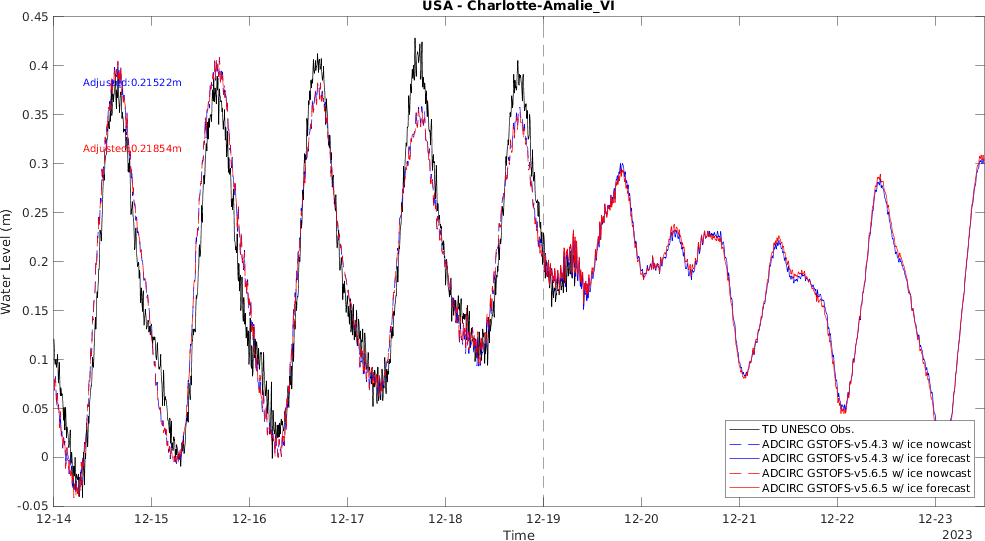 USA - Charlotte-Amalie_VI
0.45
0.4
0.35
0.3
0.25
0.2
0.15
0.1
0.05
0
-0.05
Water Level (m)
Adjusted:0.21522m
Adjusted:0.21854m
TD UNESCO Obs.
ADCIRC GSTOFS-v5.4.3 w/ ice nowcast
ADCIRC GSTOFS-v5.4.3 w/ ice forecast
ADCIRC GSTOFS-v5.6.5 w/ ice nowcast
ADCIRC GSTOFS-v5.6.5 w/ ice forecast
12-14 12-15 12-16 12-17 12-18 12-19 12-20 12-21 12-22 12-23
Time
2023